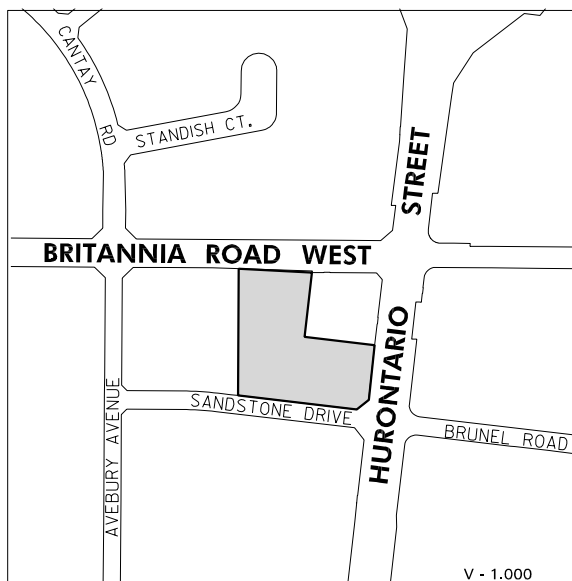 CANTAY RD
STANDISH CT.
STREET
BRITANNIA ROAD WEST
HURONTARIO
SANDSTONE DRIVE
BRUNEL ROAD
AVEBURY AVENUE
V - 1.000